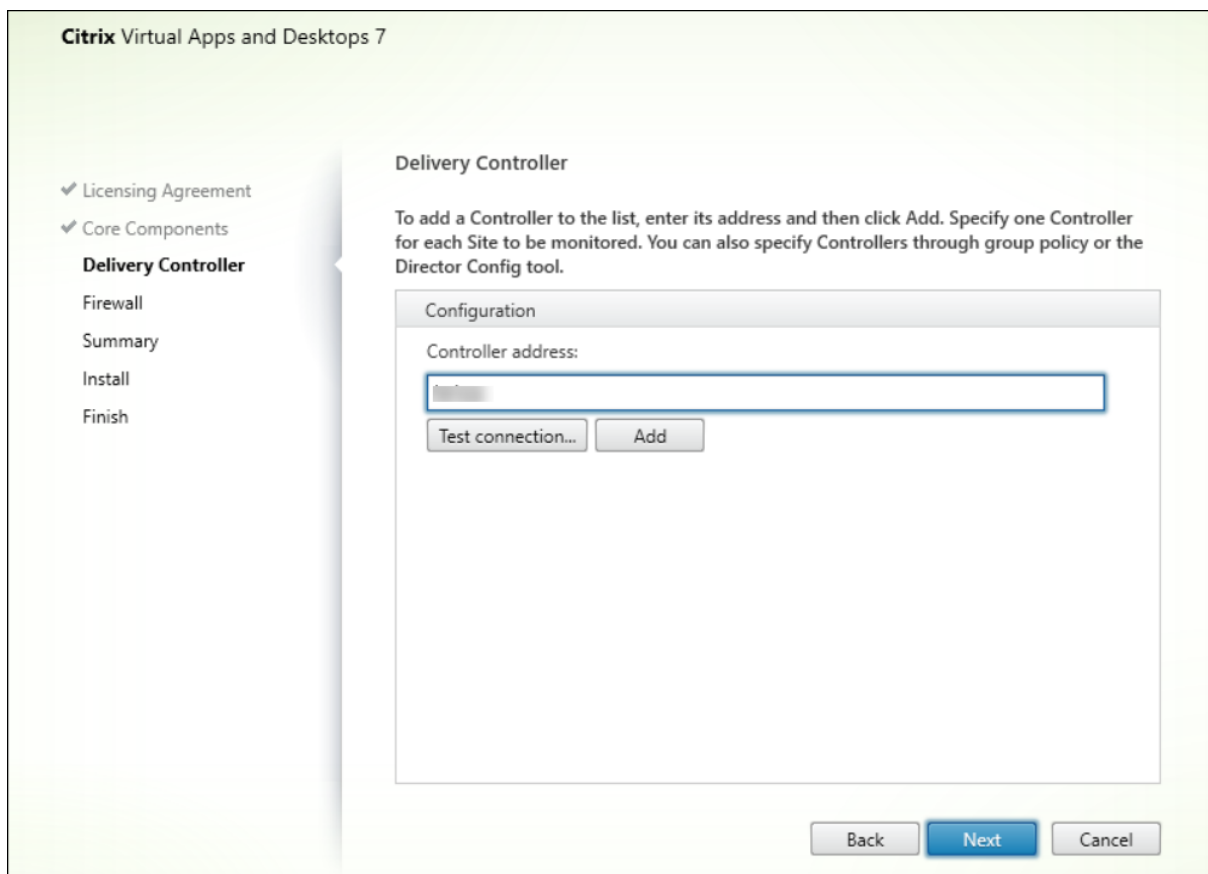 Citrix Virtual Apps and Desktops 7
Licensing Agreement
Core Components
Delivery Controller
Firewall
Summary
Install
Finish
Delivery Controller
To add a Controller to the list, enter its address and then click Add. Specify one Controller
for each Site to be monitored. You can also specify Controllers through group policy or the
Director Config tool.
Configuration
Controller address:
Test connection...
Add
Back
Next
Cancel